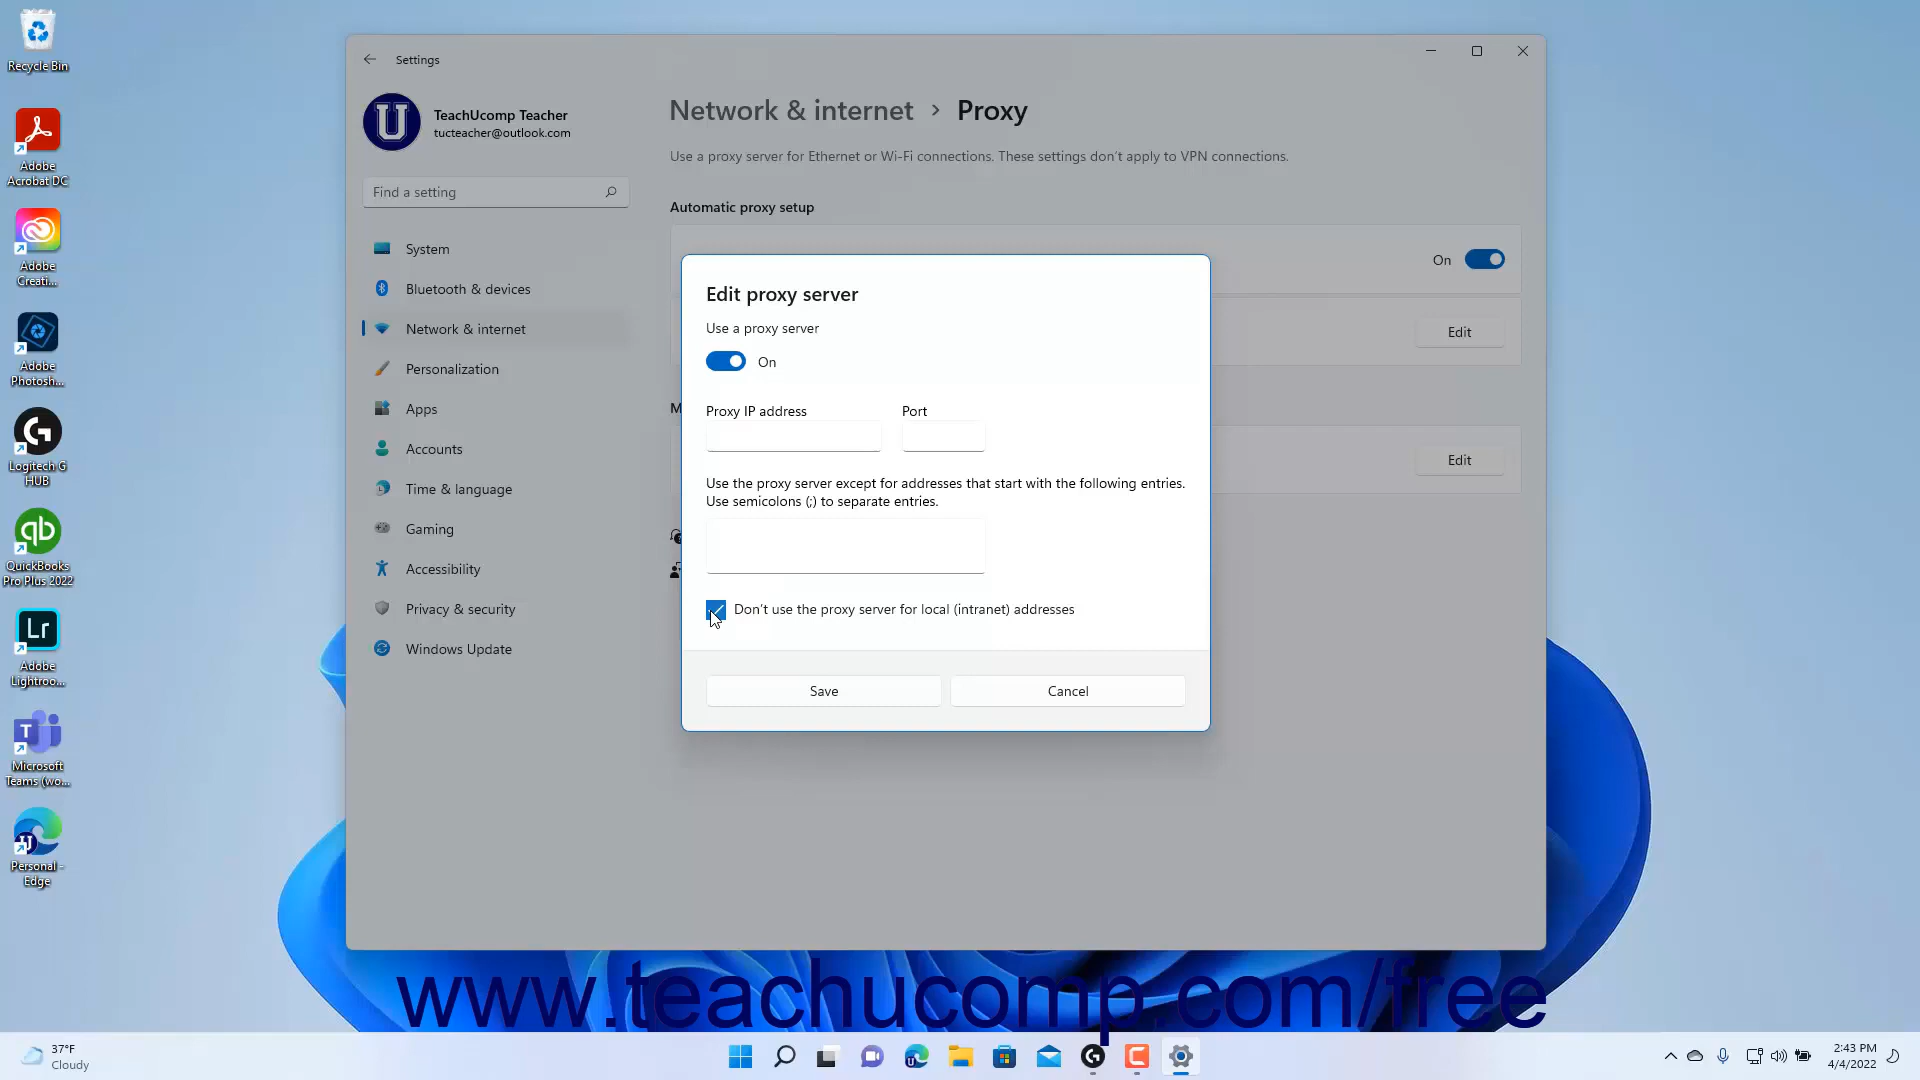 Recycle Bin
Adobe
Acrobat DC
Adobe
Creati...
Adobe
Photosh...
Logitech G
HUB
QuickBooks
Pro Plus 2022
Lr
Adobe
Lightroo...
Microsoft
Teams (wo...
Personal -
Edge
Settings
TeachUcomp Teacher
tucteacher@outlook.com
Find a setting
System
Bluetooth & devices
Network & internet
Personalization
Apps
Accounts
Time & language
Gaming
Accessibility
Privacy & security
Windows Update
Network & internet > Proxy
Use a proxy server for Ethernet or Wi-Fi connections. These settings don't apply to VPN connections.
Automatic proxy setup
On
Edit
M
Edit
Edit proxy server
Use a proxy server
On
Proxy IP address Port
Use the proxy server except for addresses that start with the following entries.
Use semicolons (;) to separate entries.
Don't use the proxy server for local (intranet) addresses
Save Cancel
www.teachucomp.com/free
37°F
Cloudy
2:43 PM
4/4/2022